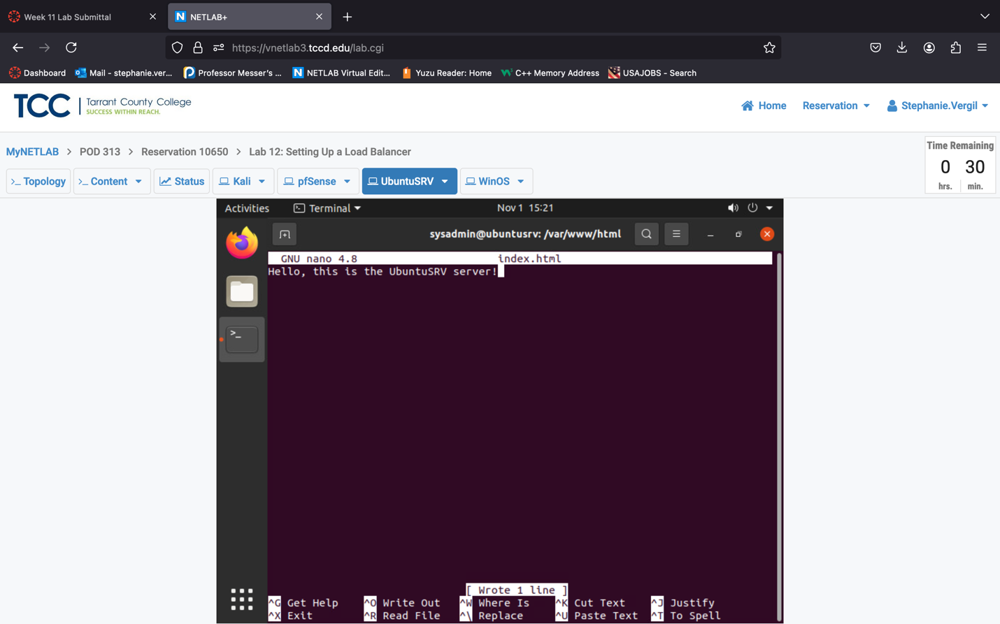 Week 11 Lab Submittal
NETLAB+
https://vnetlab3.tccd.edu/lab.cgi
Dashboard Mail - stephanie.ver... Professor Messer's ... NETLAB Virtual Edit... Yuzu Reader: Home C++ Memory Address USAJOBS - Search
TCC Tarrant County College
SUCCESS WITHIN REACH.
Home Reservation Stephanie.Vergil
MyNETLAB > POD 313 > Reservation 10650 > Lab 12: Setting Up a Load Balancer
Time Remaining
0 30
hrs. min.
>_ Topology >_ Content Status Kali pfSense UbuntuSRV WinOS
Activities Terminal Nov 1 15:21
sysadmin@ubuntusrv: /var/www/html
GNU nano 4.8 index.html
Hello, this is the UbuntuSRV server!
[ Wrote 1 line ]
^G Get Help ^O Write Out ^W Where Is ^K Cut Text ^J Justify
^X Exit ^R Read File ^\ Replace ^U Paste Text ^T To Spell